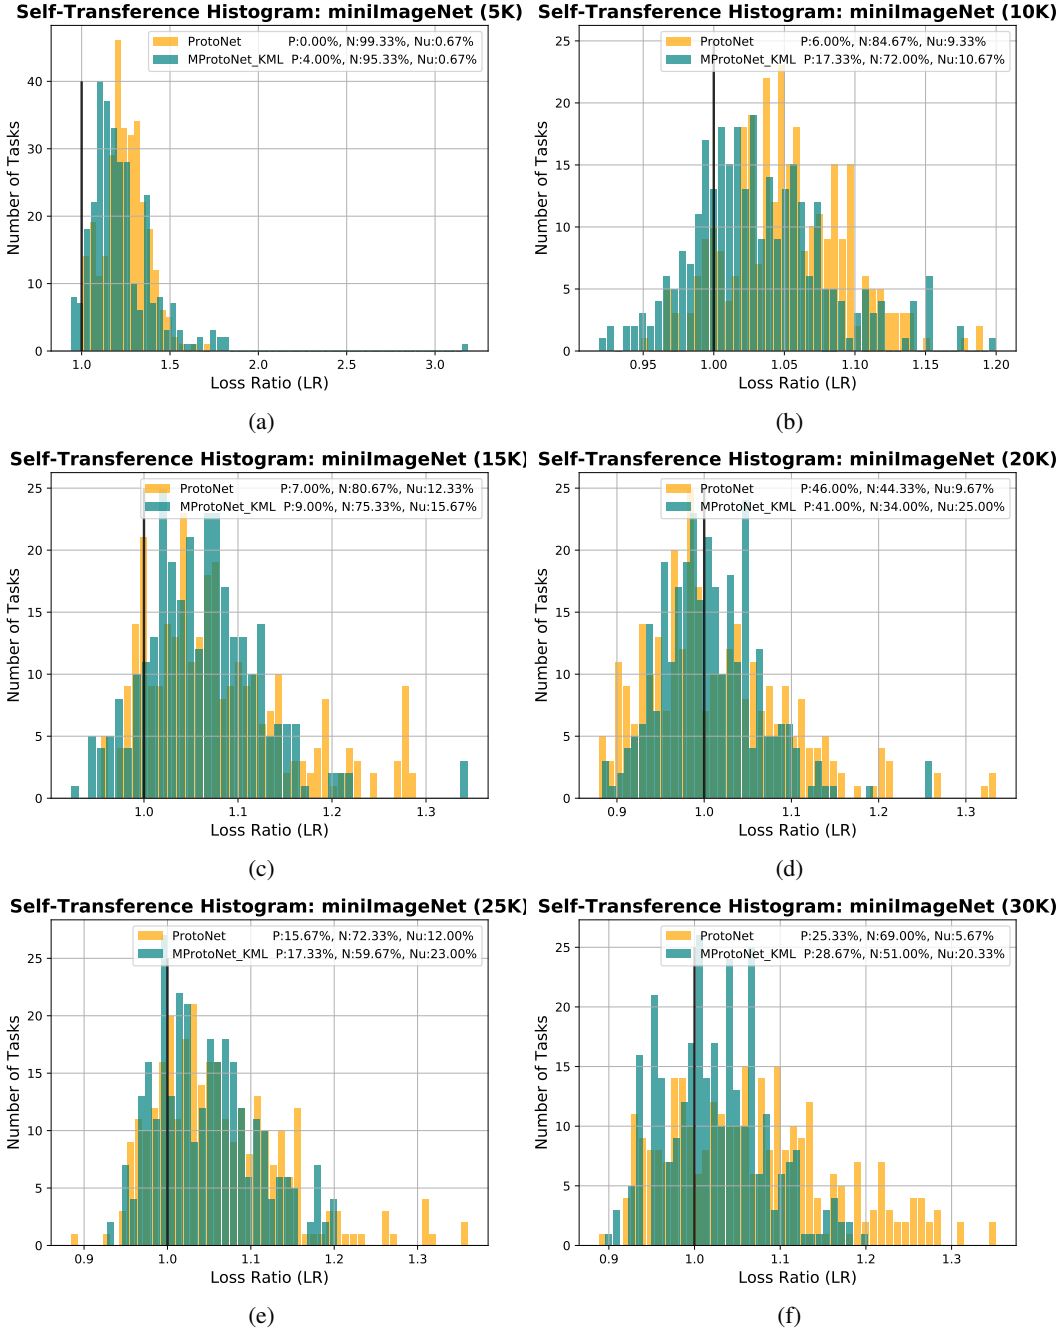 Self-Transference Histogram: miniImageNet (5K)
ProtoNet P:0.00%, N:99.33%, Nu:0.67%
MProtoNet_KML P:4.00%, N:95.33%, Nu:0.67%
Number of Tasks
40
30
20
10
0
1.0 1.5 2.0 2.5 3.0
Loss Ratio (LR)
(a)
Self-Transference Histogram: miniImageNet (10K)
ProtoNet P:6.00%, N:84.67%, Nu:9.33%
MProtoNet_KML P:17.33%, N:72.00%, Nu:10.67%
Number of Tasks
25
20
15
10
5
0
0.95 1.00 1.05 1.10 1.15 1.20
Loss Ratio (LR)
(b)
Self-Transference Histogram: miniImageNet (15K)
ProtoNet P:7.00%, N:80.67%, Nu:12.33%
MProtoNet_KML P:9.00%, N:75.33%, Nu:15.67%
Number of Tasks
25
20
15
10
5
0
1.0 1.1 1.2 1.3
Loss Ratio (LR)
(c)
Self-Transference Histogram: miniImageNet (20K)
ProtoNet P:46.00%, N:44.33%, Nu:9.67%
MProtoNet_KML P:41.00%, N:34.00%, Nu:25.00%
Number of Tasks
25
20
15
10
5
0
0.9 1.0 1.1 1.2 1.3
Loss Ratio (LR)
(d)
Self-Transference Histogram: miniImageNet (25K)
ProtoNet P:15.67%, N:72.33%, Nu:12.00%
MProtoNet_KML P:17.33%, N:59.67%, Nu:23.00%
Number of Tasks
25
20
15
10
5
0
0.9 1.0 1.1 1.2 1.3
Loss Ratio (LR)
(e)
Self-Transference Histogram: miniImageNet (30K)
ProtoNet P:25.33%, N:69.00%, Nu:5.67%
MProtoNet_KML P:28.67%, N:51.00%, Nu:20.33%
Number of Tasks
25
20
15
10
5
0
0.9 1.0 1.1 1.2 1.3
Loss Ratio (LR)
(f)